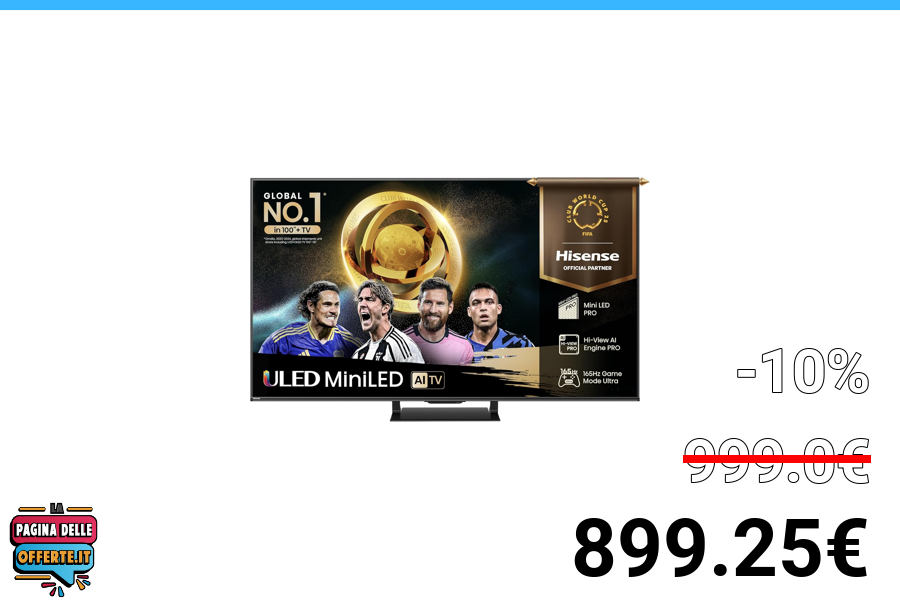 GLOBAL
NO.1*
in 100"+ TV
CLUB WORLD CUP 25
FIFA
Hisense
OFFICIAL PARTNER
Mini LED
PRO
HI-VIEW
PRO
Hi-View AI
Engine PRO
165Hz
165Hz Game
Mode Ultra
ULED MiniLED AI TV
-10%
999.0€
899.25€
LA
PAGINA DELLE
OFFERTE.IT